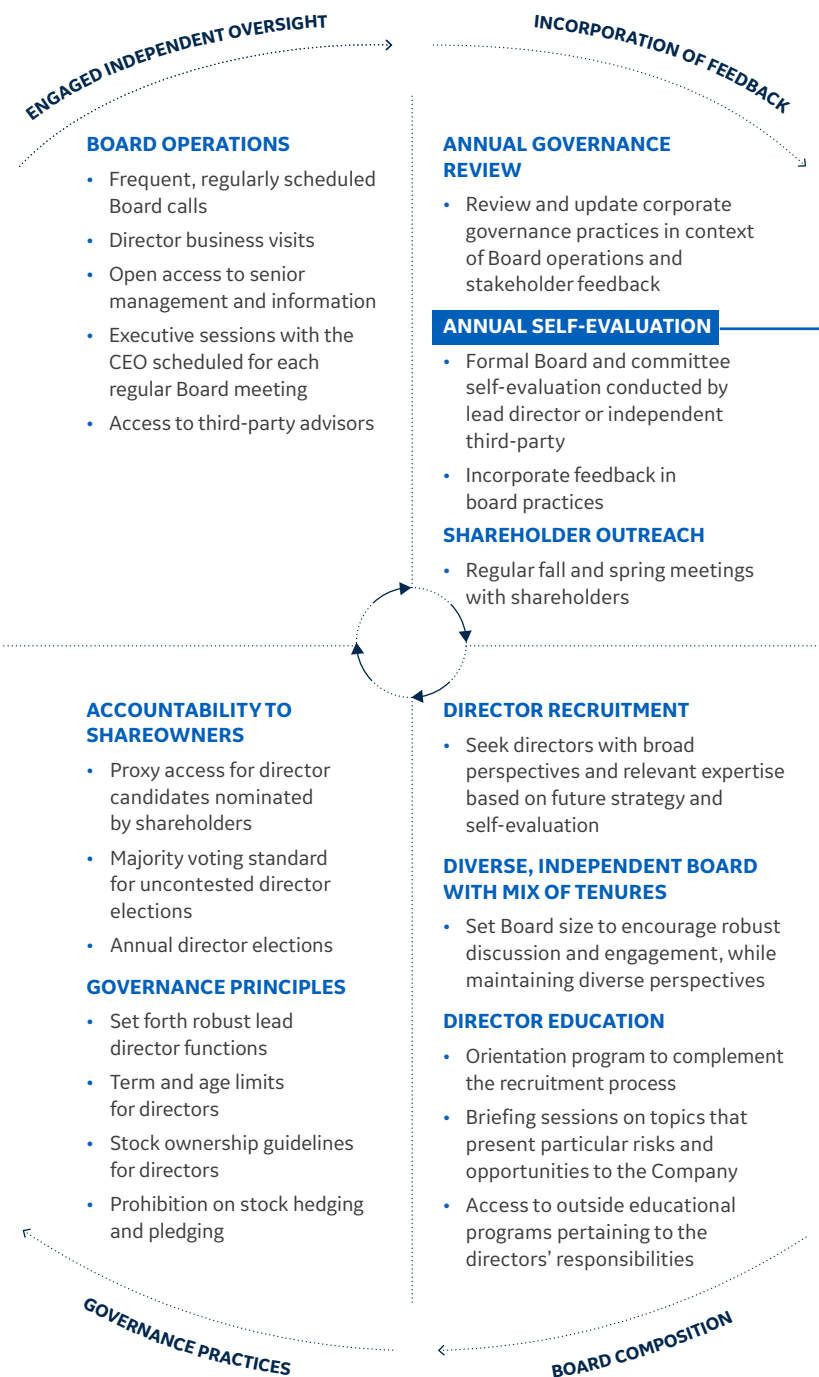 ENGAGED INDEPENDENT OVERSIGHT
BOARD OPERATIONS
• Frequent, regularly scheduled
Board calls
• Director business visits
• Open access to senior
management and information
• Executive sessions with the
CEO scheduled for each
regular Board meeting
• Access to third-party advisors
INCORPORATION OF FEEDBACK
ANNUAL GOVERNANCE
REVIEW
• Review and update corporate
governance practices in context
of Board operations and
stakeholder feedback
ANNUAL SELF-EVALUATION
• Formal Board and committee
self-evaluation conducted by
lead director or independent
third-party
• Incorporate feedback in
board practices
SHAREHOLDER OUTREACH
• Regular fall and spring meetings
with shareholders
ACCOUNTABILITY TO
SHAREOWNERS
• Proxy access for director
candidates nominated
by shareholders
• Majority voting standard
for uncontested director
elections
• Annual director elections
GOVERNANCE PRINCIPLES
• Set forth robust lead
director functions
• Term and age limits
for directors
• Stock ownership guidelines
for directors
• Prohibition on stock hedging
and pledging
GOVERNANCE PRACTICES
DIRECTOR RECRUITMENT
• Seek directors with broad
perspectives and relevant expertise
based on future strategy and
self-evaluation
DIVERSE, INDEPENDENT BOARD
WITH MIX OF TENURES
• Set Board size to encourage robust
discussion and engagement, while
maintaining diverse perspectives
DIRECTOR EDUCATION
• Orientation program to complement
the recruitment process
• Briefing sessions on topics that
present particular risks and
opportunities to the Company
• Access to outside educational
programs pertaining to the
directors' responsibilities
BOARD COMPOSITION